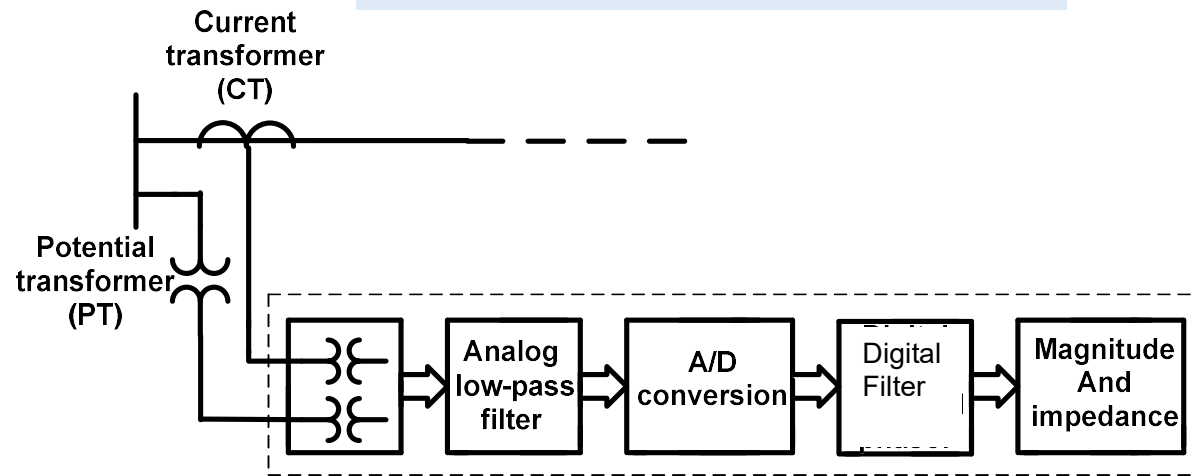 Current
transformer
(CT)
Potential
transformer
(PT)
Analog
low-pass
filter
A/D
conversion
Digital
Filter
Magnitude
And
impedance